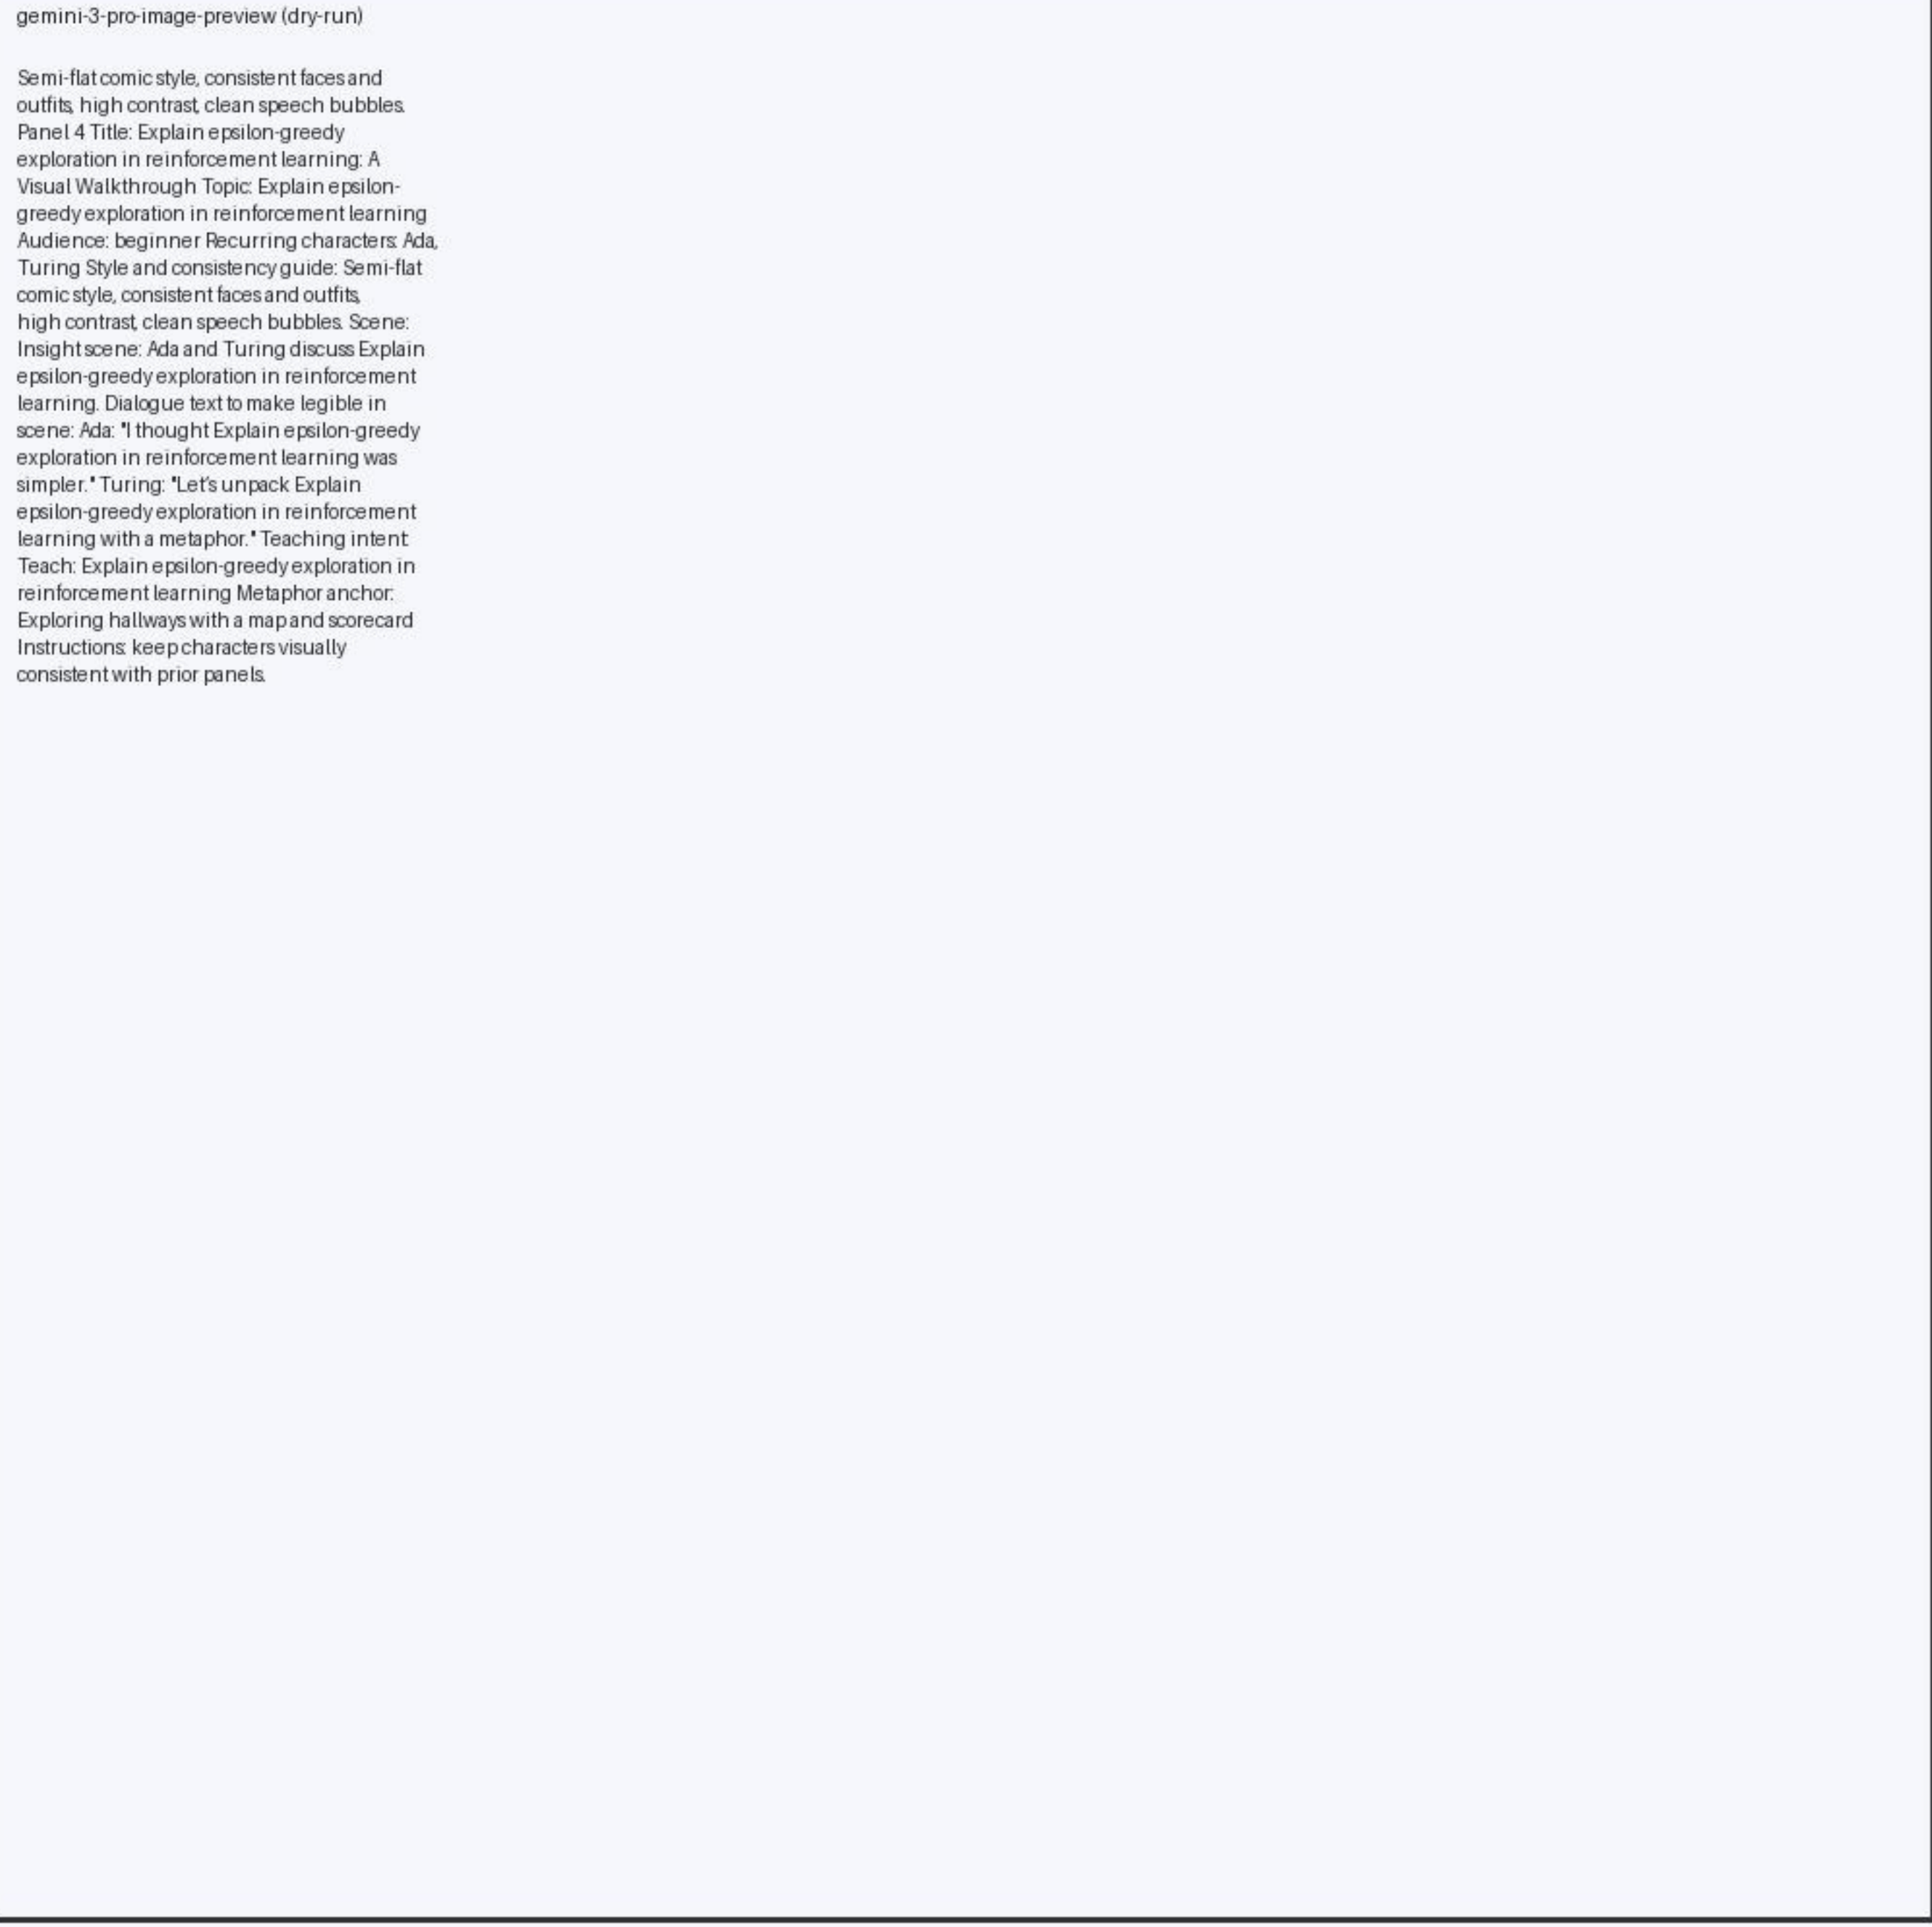 gemini-3-pro-image-preview (dry-run)
Semi-flat comic style, consistent faces and
outfits, high contrast, clean speech bubbles.
Panel 4 Title: Explain epsilon-greedy
exploration in reinforcement learning: A
Visual Walkthrough Topic: Explain epsilon-
greedy exploration in reinforcement learning
Audience: beginner Recurring characters: Ada,
Turing Style and consistency guide: Semi-flat
comic style, consistent faces and outfits,
high contrast, clean speech bubbles. Scene:
Insight scene: Ada and Turing discuss Explain
epsilon-greedy exploration in reinforcement
learning. Dialogue text to make legible in
scene: Ada: "I thought Explain epsilon-greedy
exploration in reinforcement learning was
simpler." Turing: "Let's unpack Explain
epsilon-greedy exploration in reinforcement
learning with a metaphor." Teaching intent:
Teach: Explain epsilon-greedy exploration in
reinforcement learning Metaphor anchor:
Exploring hallways with a map and scorecard
Instructions: keep characters visually
consistent with prior panels.